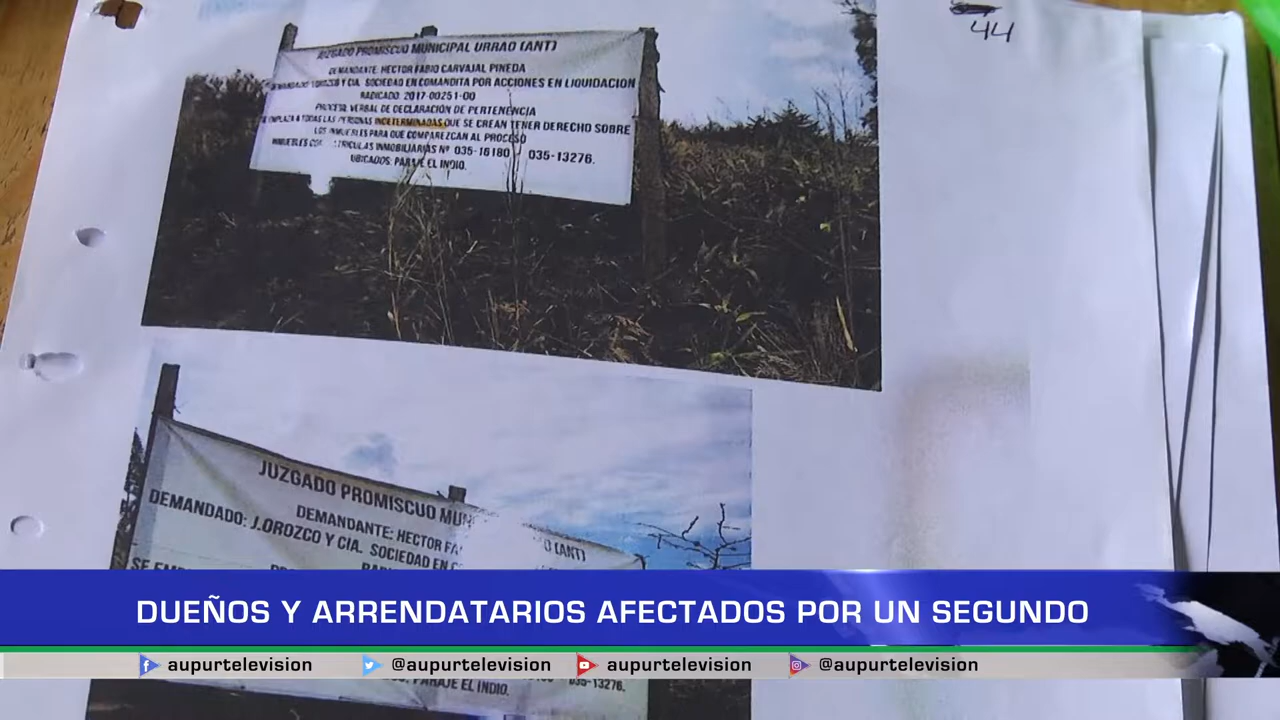 44
JUZGADO PROMISCUO MUNICIPAL URRAO (ANT)
DEMANDANTE: HECTOR FABIO CARVAJAL PINEDA
OROZCO Y CIA. SOCIEDAD EN COMANDITA POR ACCIONES EN LIQUIDACION
RADICADO. 2017-00251-00
PROCESO: VERBAL DE DECLARACIÓN DE PERTENENCIA
EMPLAZA A TODAS LAS PERSONAS INDETERMINADAS QUE SE CREAN TENER DERECHO SOBRE
LOS INMUEBLES PARA QUE COMPAREZCAN AL PROCESO
INMUEBLES INMOBILIARIAS Nº 035-16180 035-13276.
UBICADOS: PARAJE EL INDIO.
JUZGADO PROMISCUO MUN (ANT)
DEMANDANTE: HECTOR FA
DEMANDADO: J.OROZCO Y CIA. SOCIEDAD EN C
SE EM
DUEÑOS Y ARRENDATARIOS AFECTADOS POR UN SEGUNDO
aupurtelevision @aupurtelevision aupurtelevision @aupurtelevision
PARAJE EL INDIO. 035-13276.